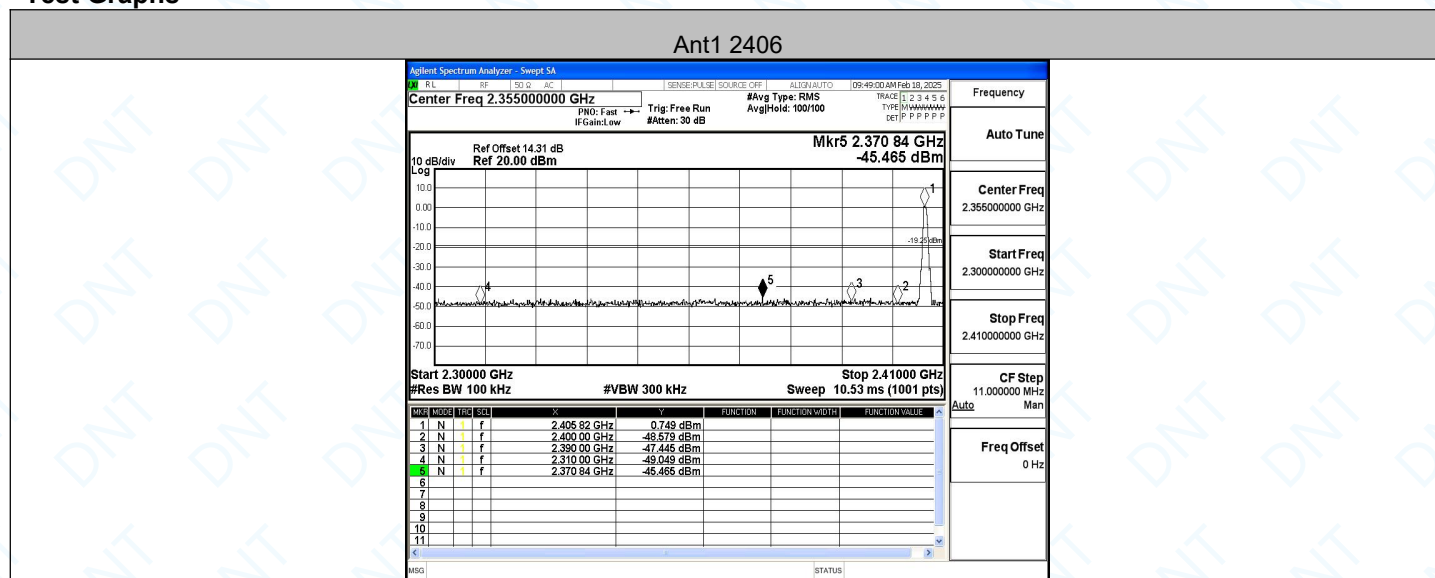 Test Graphs
Ant1 2406
Agilent Spectrum Analyzer - Swept SA
RL RF 50 Ω AC SENSE:PULSE SOURCE OFF ALIGN AUTO 09:49:00 AM Feb 18, 2025
Center Freq 2.355000000 GHz
PNO: Fast
IFGain:Low
Trig: Free Run
#Atten: 30 dB
#Avg Type: RMS
Avg|Hold: 100/100
TRACE 1 2 3 4 5 6
TYPE M W W W W W
DET P P P P P P
Mkr5 2.370 84 GHz
-45.465 dBm
Ref Offset 14.31 dB
10 dB/div Ref 20.00 dBm
Log
10.0
0.00
-10.0
-20.0
-30.0
-40.0
-50.0
-60.0
-70.0
1
4
5
3
2
Start 2.30000 GHz Stop 2.41000 GHz
#Res BW 100 kHz #VBW 300 kHz Sweep 10.53 ms (1001 pts)
MKR MODE TRC SCL X Y FUNCTION FUNCTION WIDTH FUNCTION VALUE
1 N 1 f 2.405 82 GHz 0.749 dBm
2 N 1 f 2.400 00 GHz -48.579 dBm
3 N 1 f 2.390 00 GHz -47.445 dBm
4 N 1 f 2.310 00 GHz -49.049 dBm
5 N 1 f 2.370 84 GHz -45.465 dBm
6
7
8
9
10
11
MSG STATUS
Frequency
Auto Tune
Center Freq
2.355000000 GHz
Start Freq
2.300000000 GHz
Stop Freq
2.410000000 GHz
CF Step
11.000000 MHz
Auto Man
Freq Offset
0 Hz
DNT